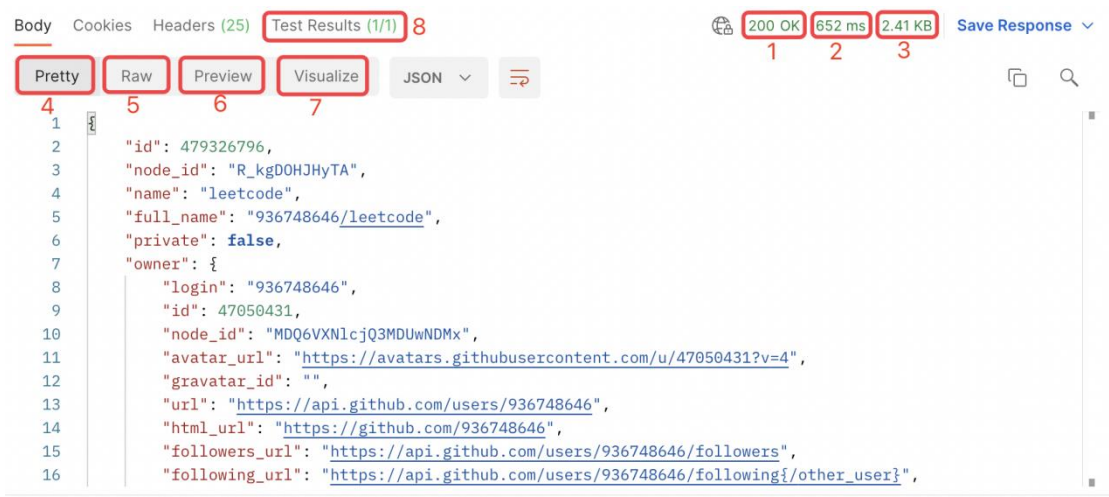 Body Cookies Headers (25) Test Results (1/1) 8 200 OK 652 ms 2.41 KB Save Response
1 2 3
Pretty Raw Preview Visualize JSON
4 5 6 7
1 {
2 "id": 479326796,
3 "node_id": "R_kgDOHJHyTA",
4 "name": "leetcode",
5 "full_name": "936748646/leetcode",
6 "private": false,
7 "owner": {
8 "login": "936748646",
9 "id": 47050431,
10 "node_id": "MDQ6VXNlcjQ3MDUwNDMx",
11 "avatar_url": "https://avatars.githubusercontent.com/u/47050431?v=4",
12 "gravatar_id": "",
13 "url": "https://api.github.com/users/936748646",
14 "html_url": "https://github.com/936748646",
15 "followers_url": "https://api.github.com/users/936748646/followers",
16 "following_url": "https://api.github.com/users/936748646/following{/other_user}",